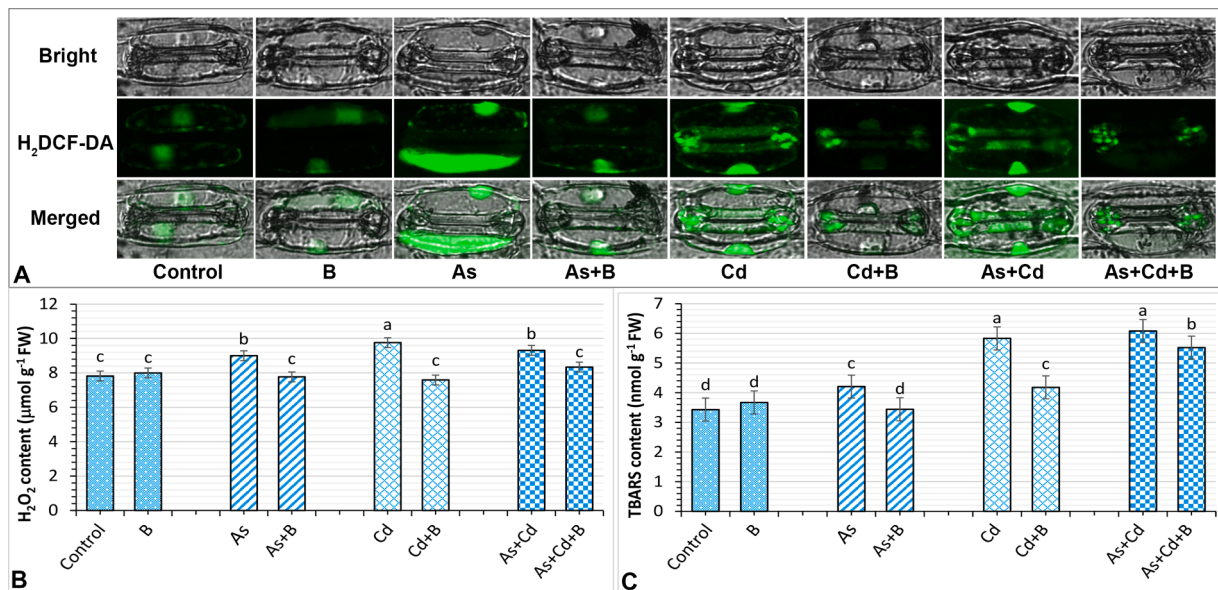 Bright
H₂DCF-DA
Merged
Control B As As+B Cd Cd+B As+Cd As+Cd+B
A
H₂O₂ content (µmol g⁻¹ FW)
12
10
8
6
4
2
0
c c b c a c b c
Control B As As+B Cd Cd+B As+Cd As+Cd+B
B
TBARS content (nmol g⁻¹ FW)
7
6
5
4
3
2
1
0
d d c d a c a b
Control B As As+B Cd Cd+B As+Cd As+Cd+B
C